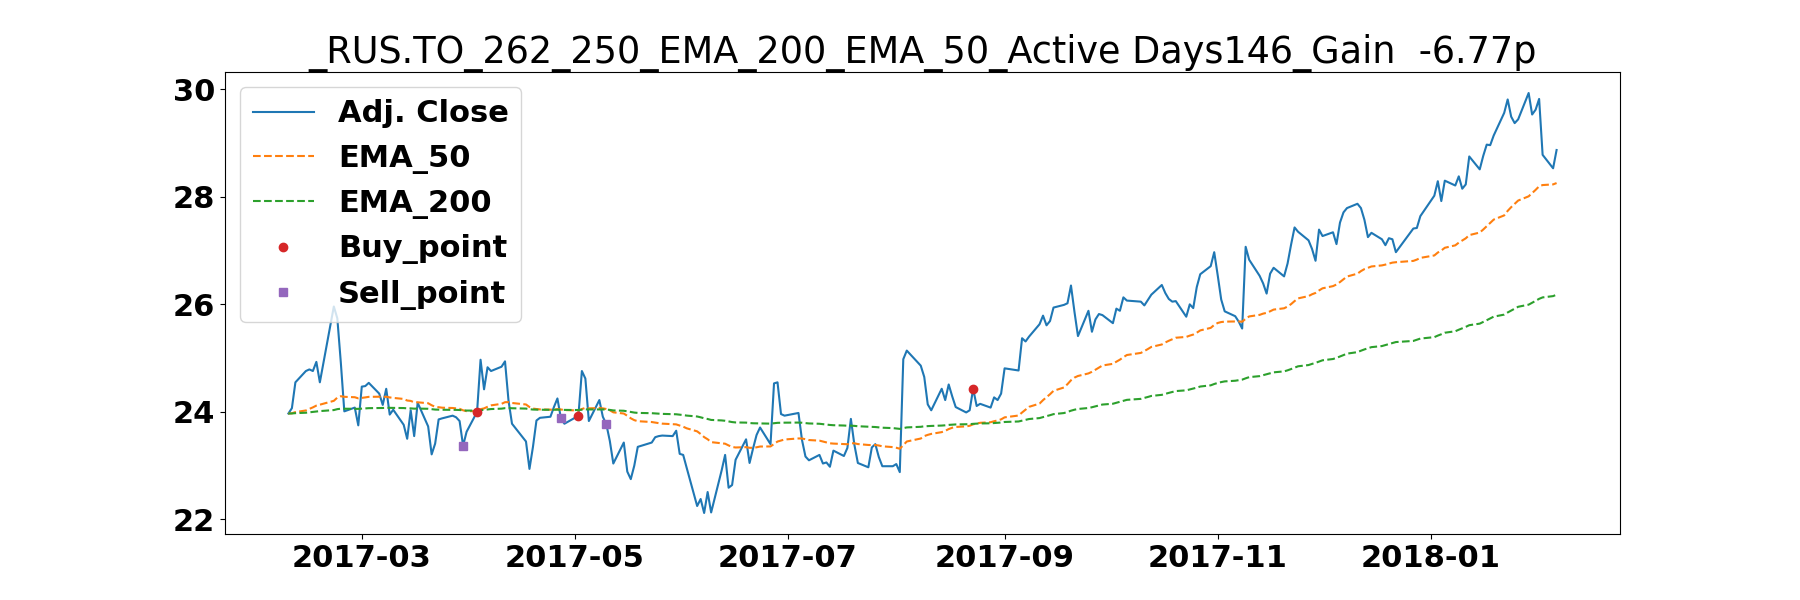 _RUS.TO_262_250_EMA_200_EMA_50_Active Days146_Gain  -6.77p
30
28
26
24
22
Adj. Close
EMA_50
EMA_200
Buy_point
Sell_point
2017-03 2017-05 2017-07 2017-09 2017-11 2018-01